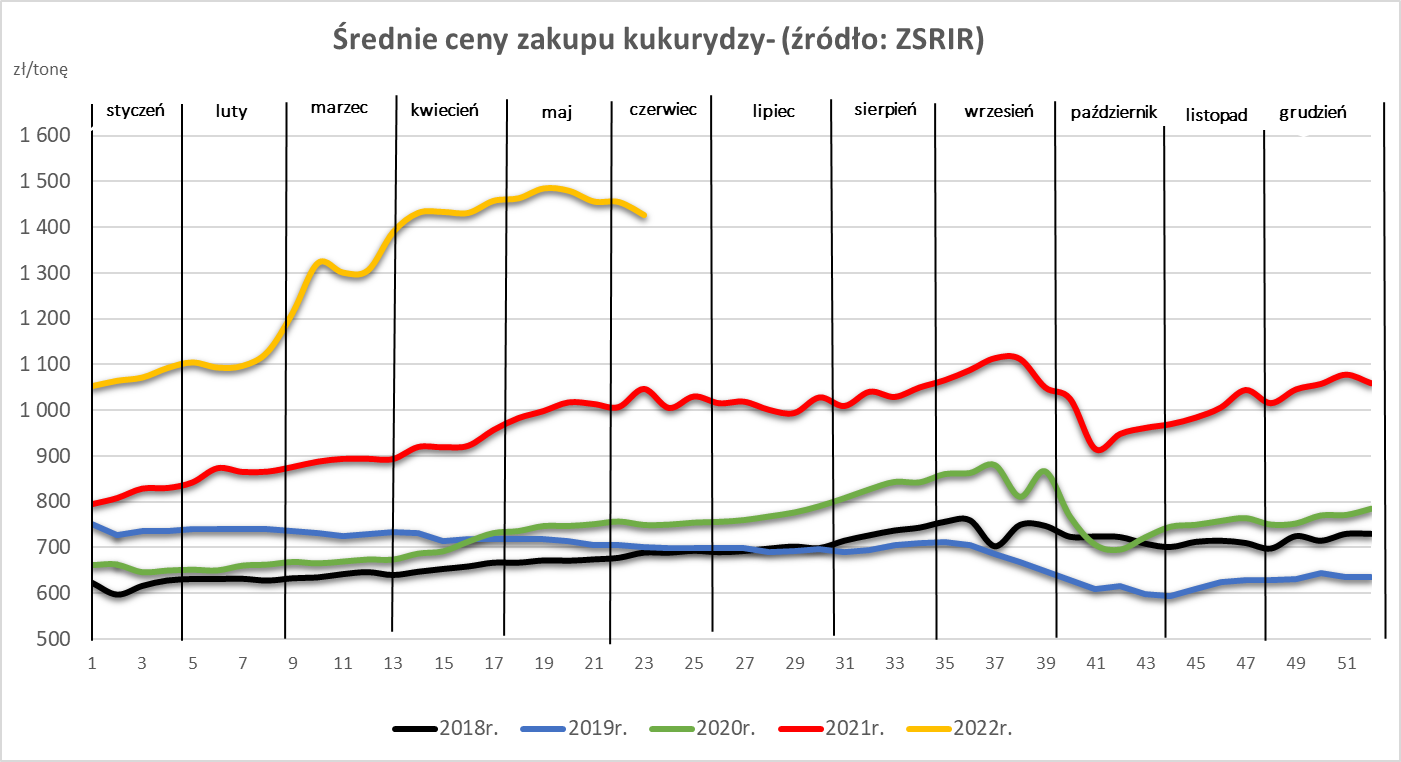 Średnie ceny zakupu kukurydzy- (źródło: ZSRIR)
zł/tonę
styczeń luty marzec kwiecień maj czerwiec lipiec sierpień wrzesień październik listopad grudzień
1 600
1 500
1 400
1 300
1 200
1 100
1 000
900
800
700
600
500
1 3 5 7 9 11 13 15 17 19 21 23 25 27 29 31 33 35 37 39 41 43 45 47 49 51
2018r. 2019r. 2020r. 2021r. 2022r.